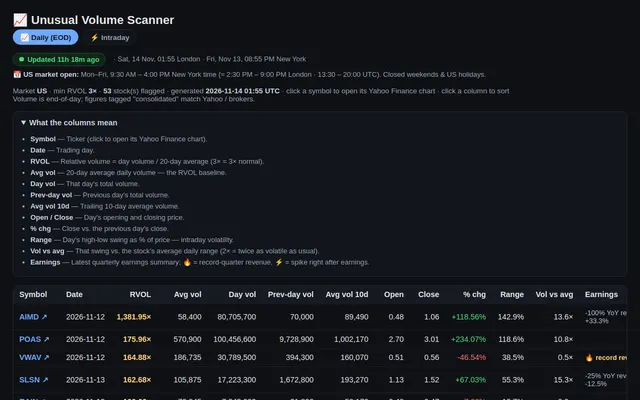 📈 Unusual Volume Scanner
📈 Daily (EOD) ⚡ Intraday
Updated 11h 18m ago · Sat, 14 Nov, 01:55 London · Fri, Nov 13, 08:55 PM New York
📅 US market open: Mon–Fri, 9:30 AM – 4:00 PM New York time (= 2:30 PM – 9:00 PM London · 13:30 – 20:00 UTC). Closed weekends & US holidays.
Market US · min RVOL 3× · 53 stock(s) flagged · generated 2026-11-14 01:55 UTC · click a symbol to open its Yahoo Finance chart · click a column to sort
Volume is end-of-day; figures tagged "consolidated" match Yahoo / brokers.
▼ What the columns mean
• Symbol — Ticker (click to open its Yahoo Finance chart).
• Date — Trading day.
• RVOL — Relative volume = day volume / 20-day average (3× = 3× normal).
• Avg vol — 20-day average daily volume — the RVOL baseline.
• Day vol — That day's total volume.
• Prev-day vol — Previous day's total volume.
• Avg vol 10d — Trailing 10-day average volume.
• Open / Close — Day's opening and closing price.
• % chg — Close vs. the previous day's close.
• Range — Day's high-low swing as % of price — intraday volatility.
• Vol vs avg — That swing vs. the stock's average daily range (2× = twice as volatile as usual).
• Earnings — Latest quarterly earnings summary; 🔥 = record-quarter revenue, ⚡ = spike right after earnings.
Symbol Date RVOL Avg vol Day vol Prev-day vol Avg vol 10d Open Close % chg Range Vol vs avg Earnings
AIMD ↗ 2026-11-12 1,381.95× 58,400 80,705,700 70,000 89,490 0.48 1.06 +118.56% 142.9% 13.6× -100% YoY re
+33.3%
POAS ↗ 2026-11-12 175.96× 570,900 100,456,600 9,728,900 1,002,170 2.70 3.01 +234.07% 118.6% 10.8×
VWAV ↗ 2026-11-12 164.88× 186,735 30,789,500 394,300 160,070 0.51 0.56 -46.54% 38.5% 0.5× 🔥 record rev
SLSN ↗ 2026-11-13 162.68× 105,875 17,223,300 1,672,800 193,270 1.13 1.52 +67.03% 55.3% 15.3× -25% YoY rev
-12.5%